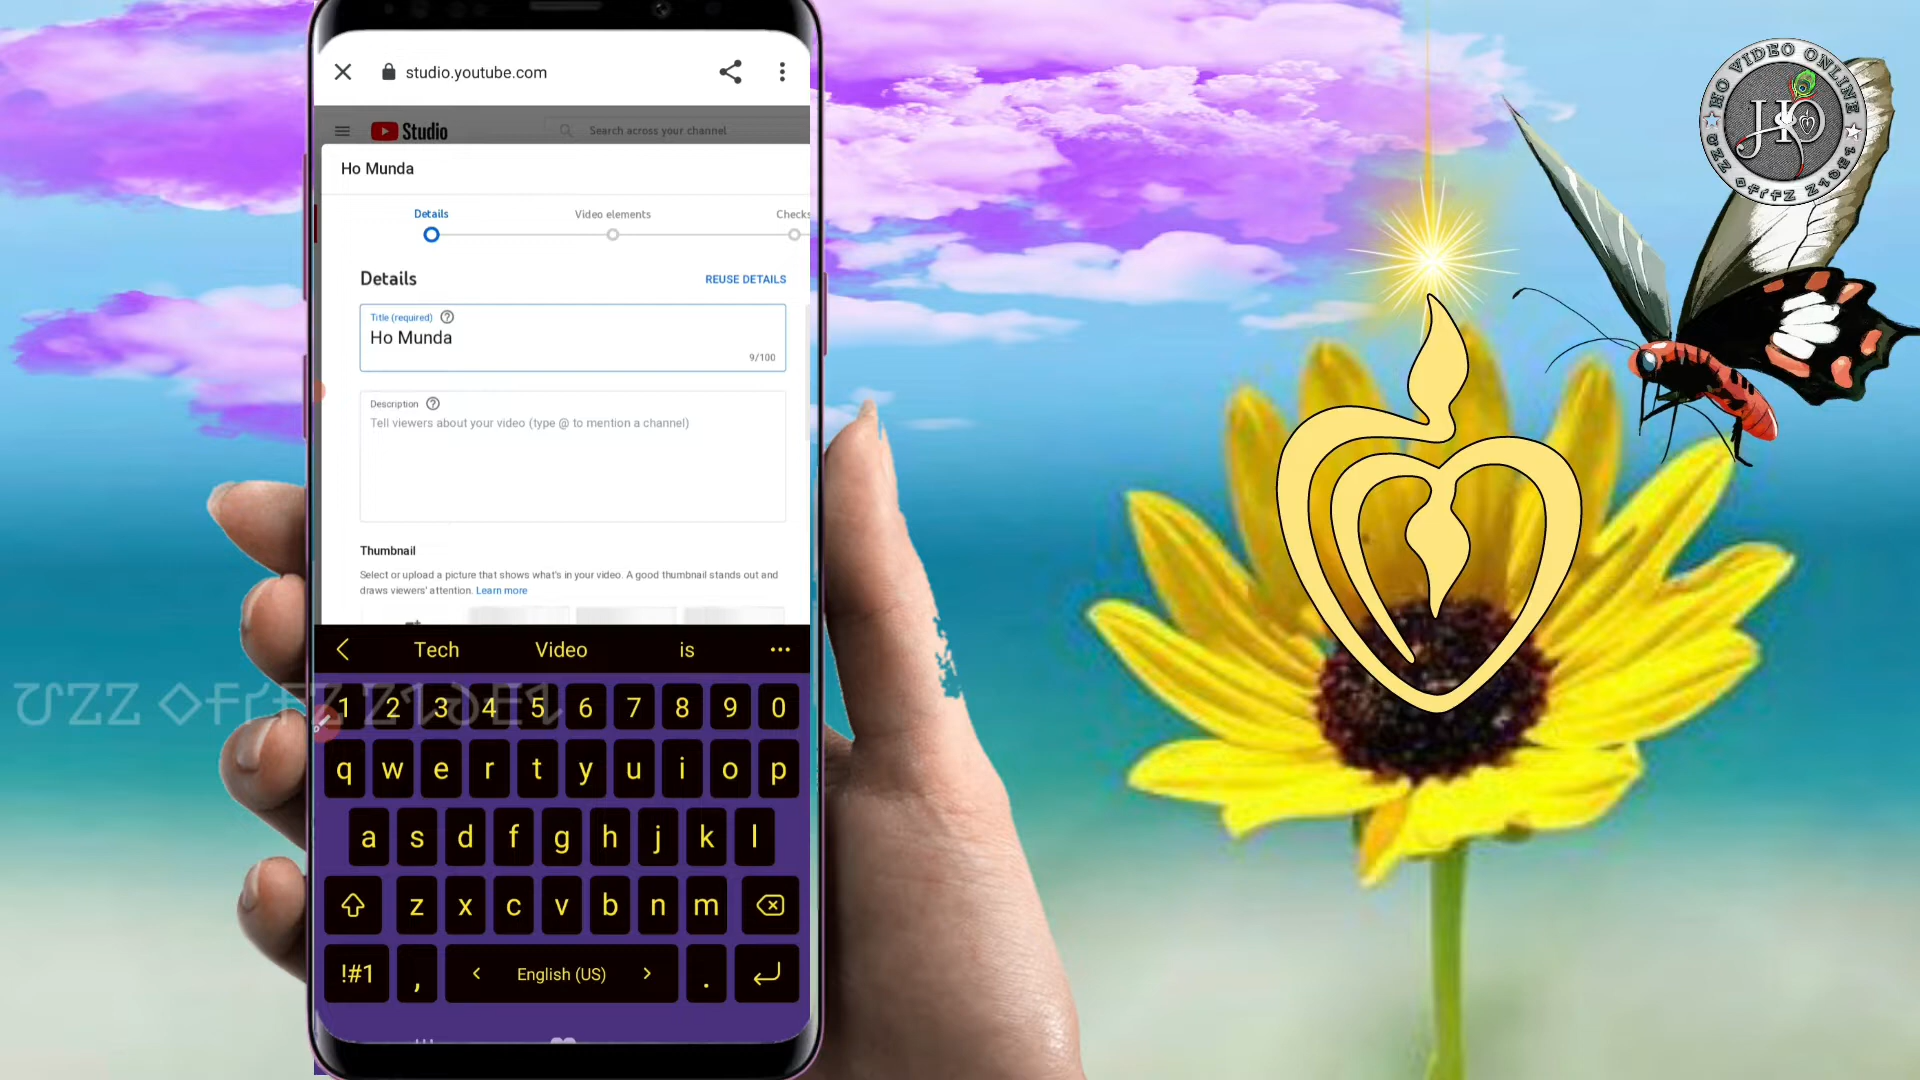 studio.youtube.com
Studio
Search across your channel
Ho Munda
Details
Video elements
Checks
Details
REUSE DETAILS
Title (required)
Ho Munda
9/100
Description
Tell viewers about your video (type @ to mention a channel)
Thumbnail
Select or upload a picture that shows what's in your video. A good thumbnail stands out and
draws viewers' attention. Learn more
Tech Video is
1 2 3 4 5 6 7 8 9 0
q w e r t y u i o p
a s d f g h j k l
z x c v b n m
!#1 , < English (US) > .
HO VIDEO ONLINE